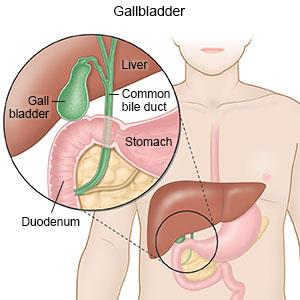 Gallbladder
Liver
Gall
bladder
Common
bile duct
Stomach
Duodenum